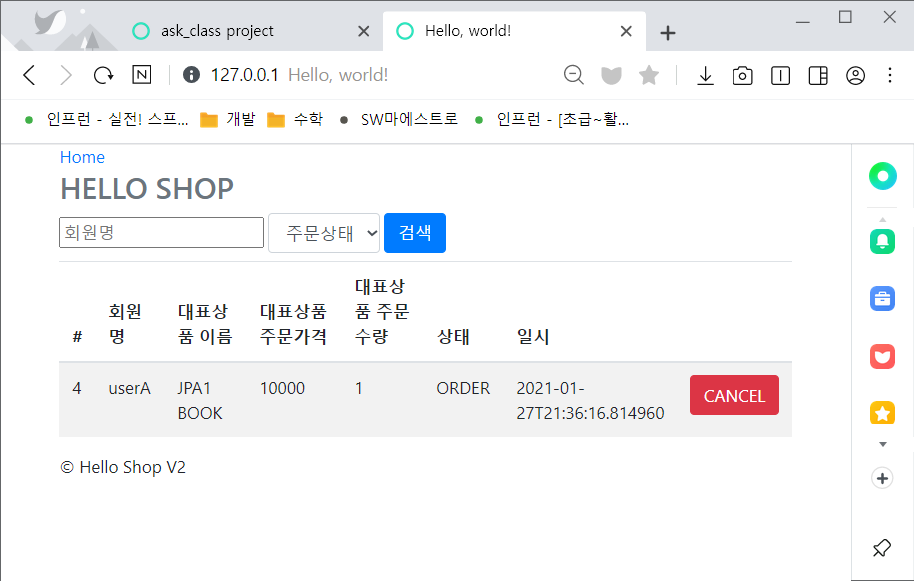 ask_class project
Hello, world!
N 127.0.0.1 Hello, world!
인프런 - 실전! 스프... 개발 수학 SW마에스트로 인프런 - [초급~활...
Home
HELLO SHOP
회원명 주문상태 검색
# 회원명 대표상품 이름 대표상품 주문가격 대표상품 주문수량 상태 일시
4 userA JPA1 BOOK 10000 1 ORDER 2021-01-27T21:36:16.814960 CANCEL
© Hello Shop V2